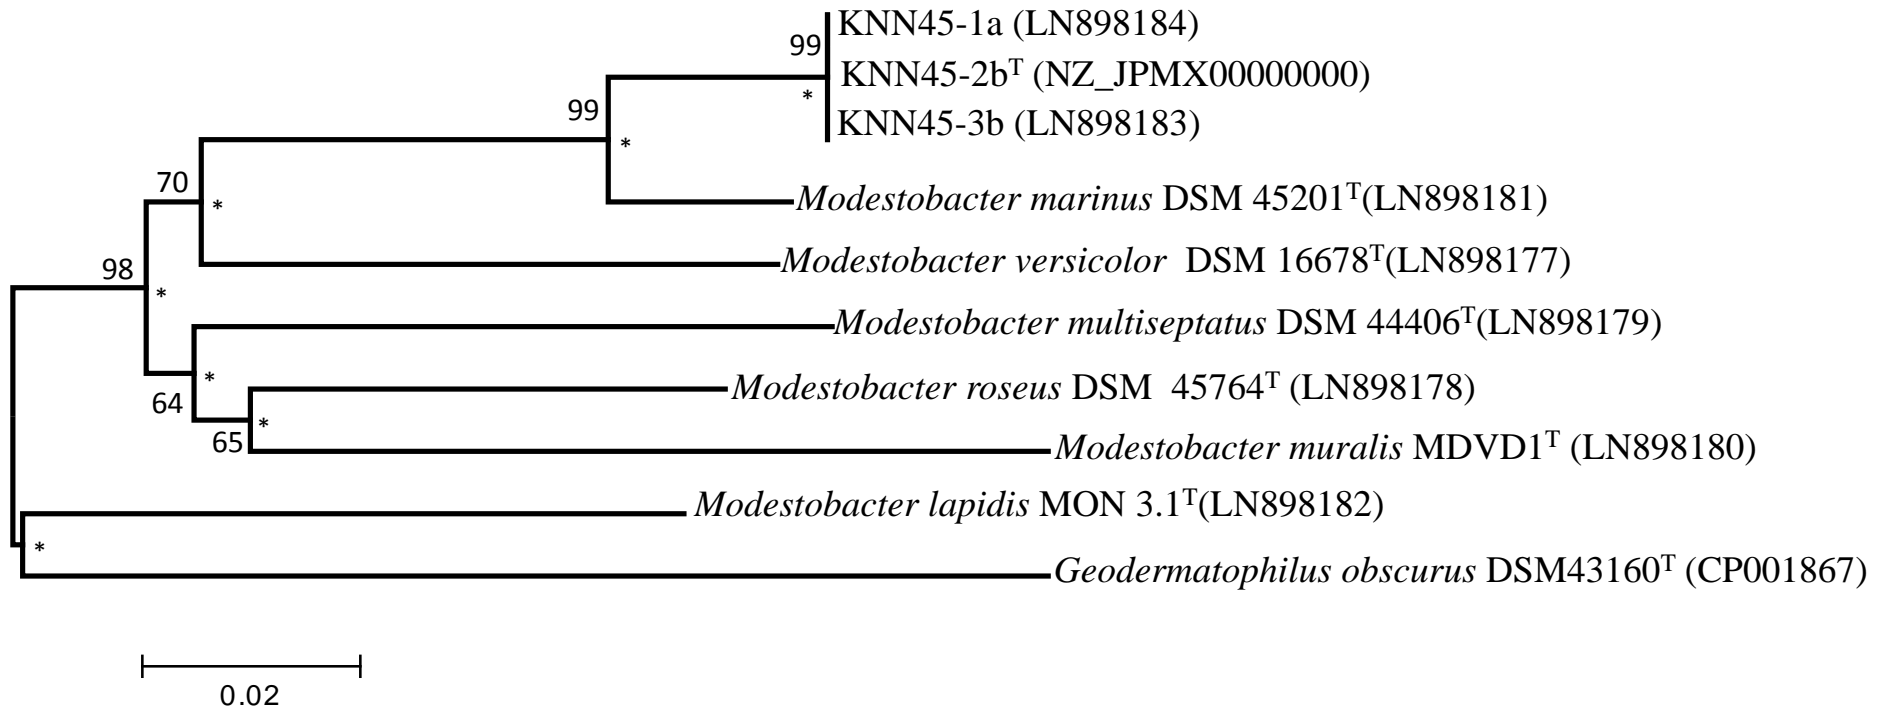 KNN45-1a (LN898184)
99
KNN45-2bᵀ (NZ_JPMX00000000)
*
99
KNN45-3b (LN898183)
*
70
Modestobacter marinus DSM 45201ᵀ(LN898181)
*
98
Modestobacter versicolor  DSM 16678ᵀ(LN898177)
*
Modestobacter multiseptatus DSM 44406ᵀ(LN898179)
*
64
Modestobacter roseus DSM  45764ᵀ (LN898178)
*
65
Modestobacter muralis MDVD1ᵀ (LN898180)
Modestobacter lapidis MON 3.1ᵀ(LN898182)
*
Geodermatophilus obscurus DSM43160ᵀ (CP001867)
0.02